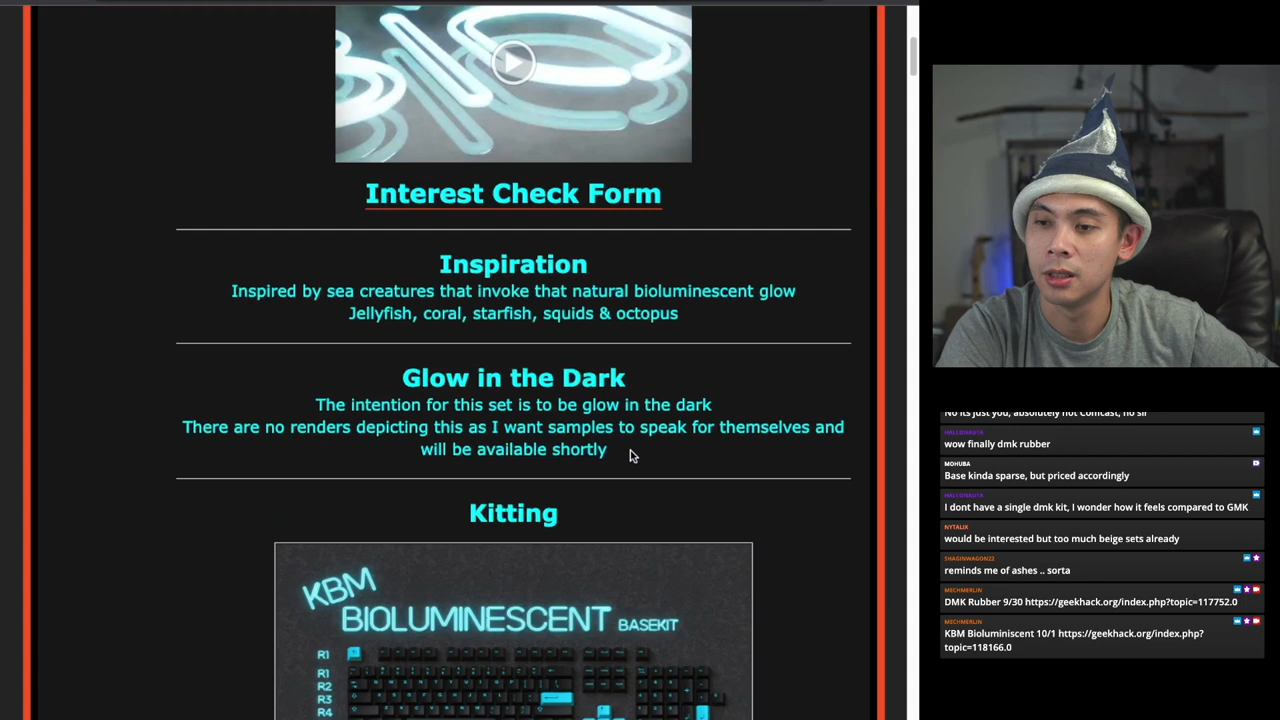 Interest Check Form
Inspiration
Inspired by sea creatures that invoke that natural bioluminescent glow
Jellyfish, coral, starfish, squids & octopus
Glow in the Dark
The intention for this set is to be glow in the dark
There are no renders depicting this as I want samples to speak for themselves and
will be available shortly
Kitting
KBM
BIOLUMINESCENT BASEKIT
R1
R1
R2
R3
R4
No its just you, absolutely not Comcast, no sir
HALCONAUTA
wow finally dmk rubber
MOHUBA
Base kinda sparse, but priced accordingly
HALCONAUTA
I dont have a single dmk kit, I wonder how it feels compared to GMK
NYTALIX
would be interested but too much beige sets already
SHAGINWAGONZZ
reminds me of ashes .. sorta
MECHMERLIN
DMK Rubber 9/30 https://geekhack.org/index.php?topic=117752.0
MECHMERLIN
KBM Bioluminiscent 10/1 https://geekhack.org/index.php?
topic=118166.0